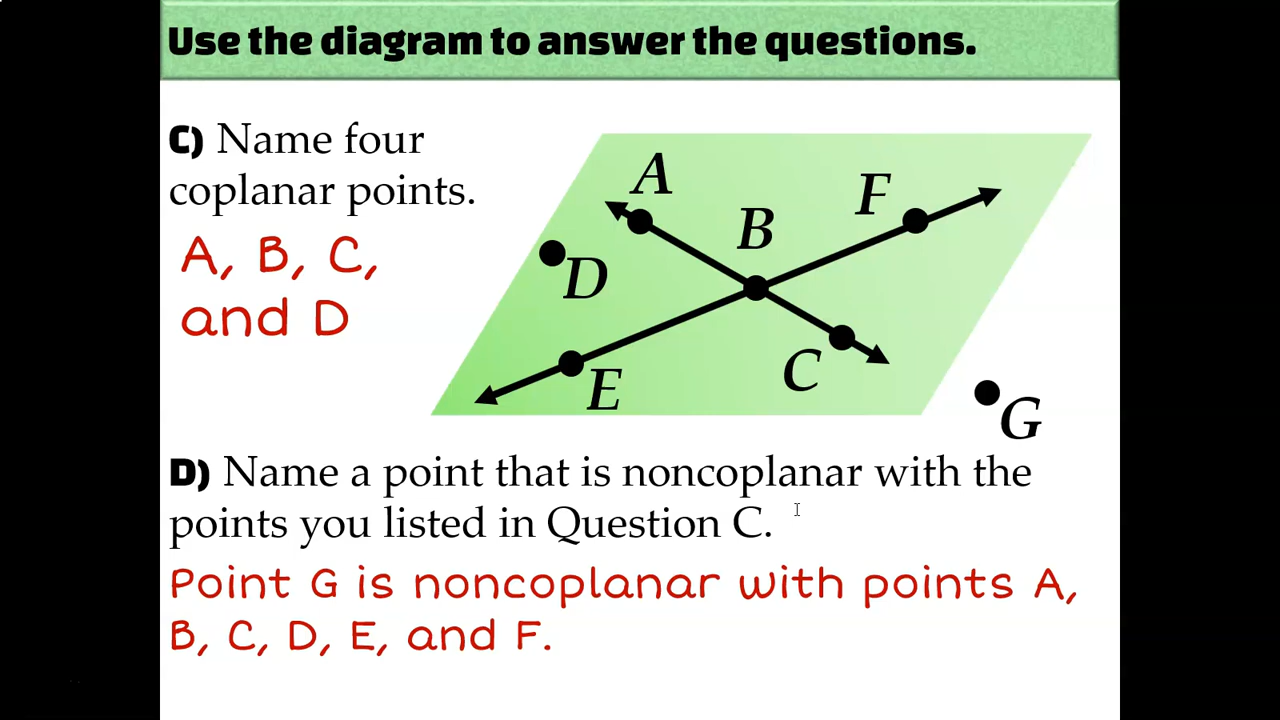 Use the diagram to answer the questions.
C) Name four
coplanar points.
A, B, C,
and D
A
F
B
D
C
E
G
D) Name a point that is noncoplanar with the
points you listed in Question C.
Point G is noncoplanar with points A,
B, C, D, E, and F.